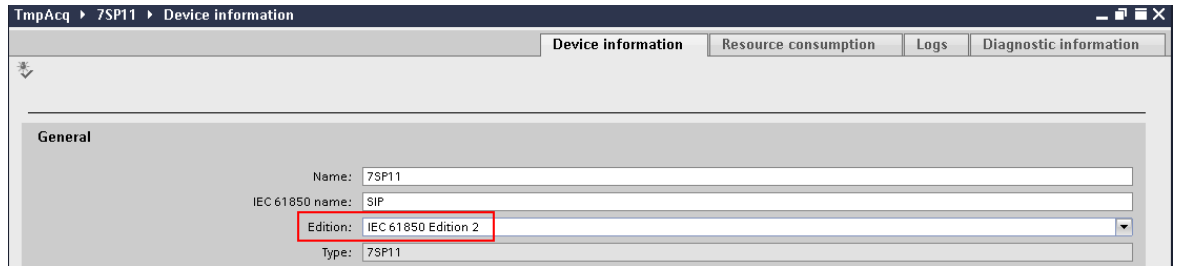 TmpAcq ▸ 7SP11 ▸ Device information
Device information Resource consumption Logs Diagnostic information
General
Name: 7SP11
IEC 61850 name: SIP
Edition: IEC 61850 Edition 2
Type: 7SP11